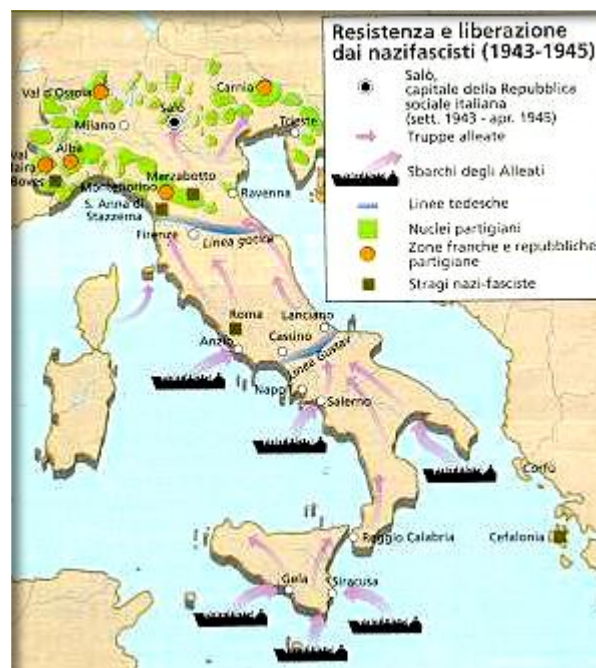 Resistenza e liberazione
dai nazifascisti (1943-1945)
Salò,
capitale della Repubblica
sociale italiana
(sett. 1943 - apr. 1945)
Truppe alleate
Sbarchi degli Alleati
Linee tedesche
Nuclei partigiani
Zone franche e repubbliche
partigiane
Stragi nazi-fasciste
Val d'Ossola
Carnia
Salò
Milano
Trieste
Alba
Val
Maira
Boves
Marzabotto
Montefiorino
Ravenna
S. Anna di
Stazzema
Firenze
Linea gotica
Roma
Lanciano
Anzio
Cassino
Linea Gustav
Napoli
Salerno
Corfù
Reggio Calabria
Cefalonia
Gela
Siracusa